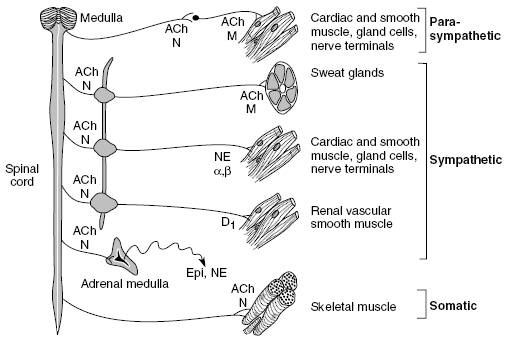 Medulla
ACh
N
ACh
M
Cardiac and smooth
muscle, gland cells,
nerve terminals
Para-
sympathetic
ACh
N
ACh
M
Sweat glands
ACh
N
NE
α,β
Cardiac and smooth
muscle, gland cells,
nerve terminals
Sympathetic
Spinal
cord
ACh
N
D1
Renal vascular
smooth muscle
ACh
N
Adrenal medulla
Epi, NE
ACh
N
Skeletal muscle
Somatic